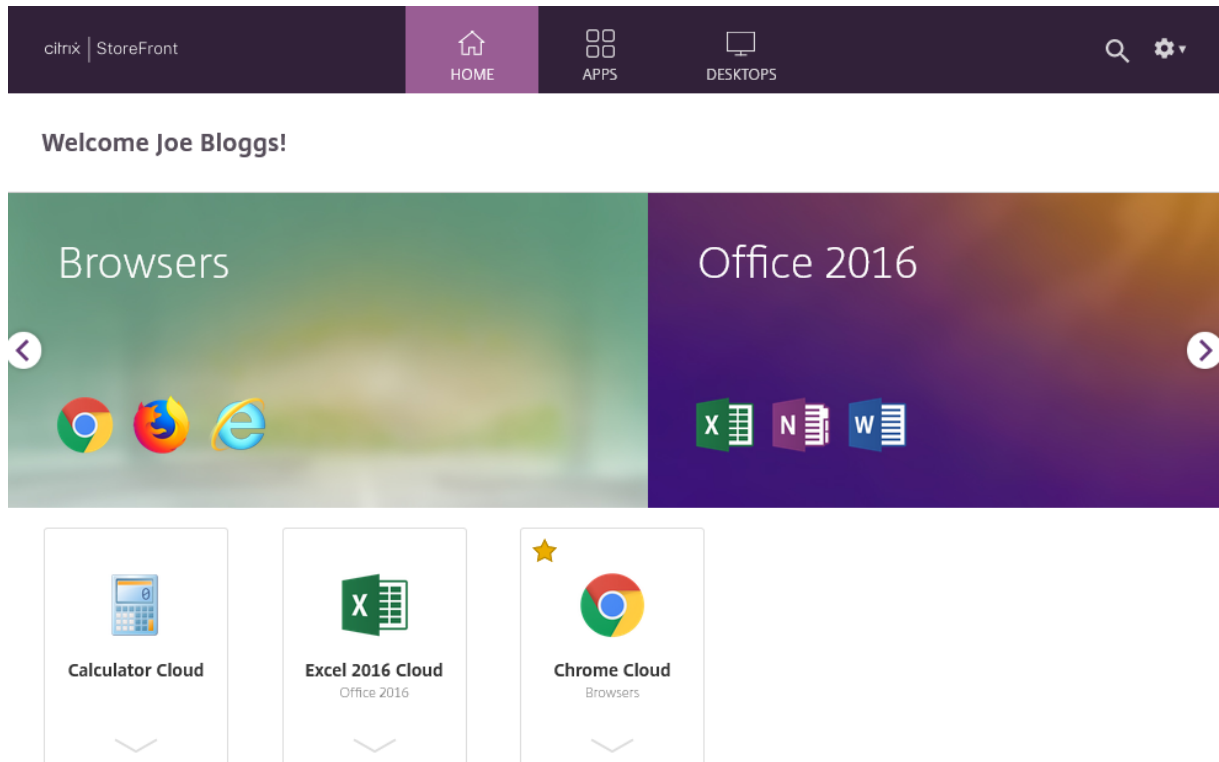 citrix | StoreFront
HOME
APPS
DESKTOPS
Welcome Joe Bloggs!
Browsers
Office 2016
X
N
W
0
Calculator Cloud
X
Excel 2016 Cloud
Office 2016
Chrome Cloud
Browsers